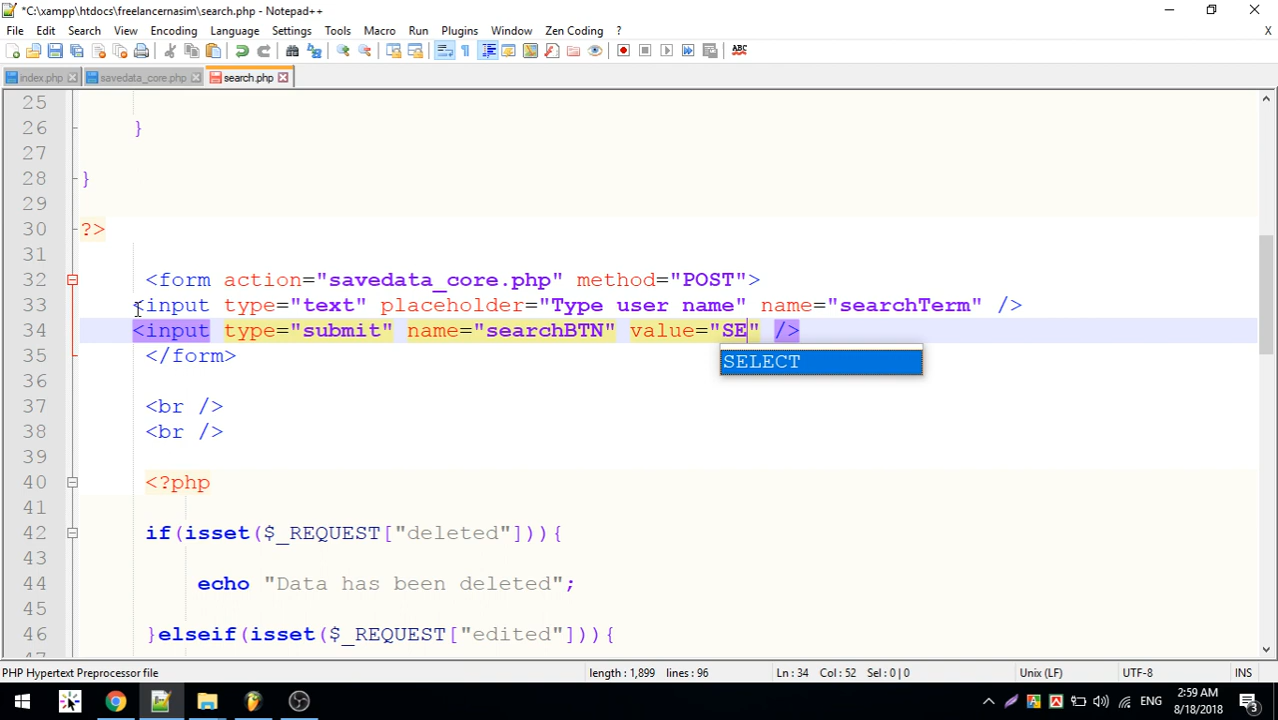 *C:\xampp\htdocs\freelancernasim\search.php - Notepad++
File Edit Search View Encoding Language Settings Tools Macro Run Plugins Window Zen Coding ?
index.php savedata_core.php search.php
25
26 }
27
28 }
29
30 ?>
31
32 <form action="savedata_core.php" method="POST">
33 <input type="text" placeholder="Type user name" name="searchTerm" />
34 <input type="submit" name="searchBTN" value="SE" />
SELECT
35 </form>
36
37 <br />
38 <br />
39
40 <?php
41
42 if(isset($_REQUEST["deleted"])){
43
44 echo "Data has been deleted";
45
46 }elseif(isset($_REQUEST["edited"])){
PHP Hypertext Preprocessor file length : 1,899 lines : 96 Ln : 34 Col : 52 Sel : 0 | 0 Unix (LF) UTF-8 INS
ENG 2:59 AM
8/18/2018 3